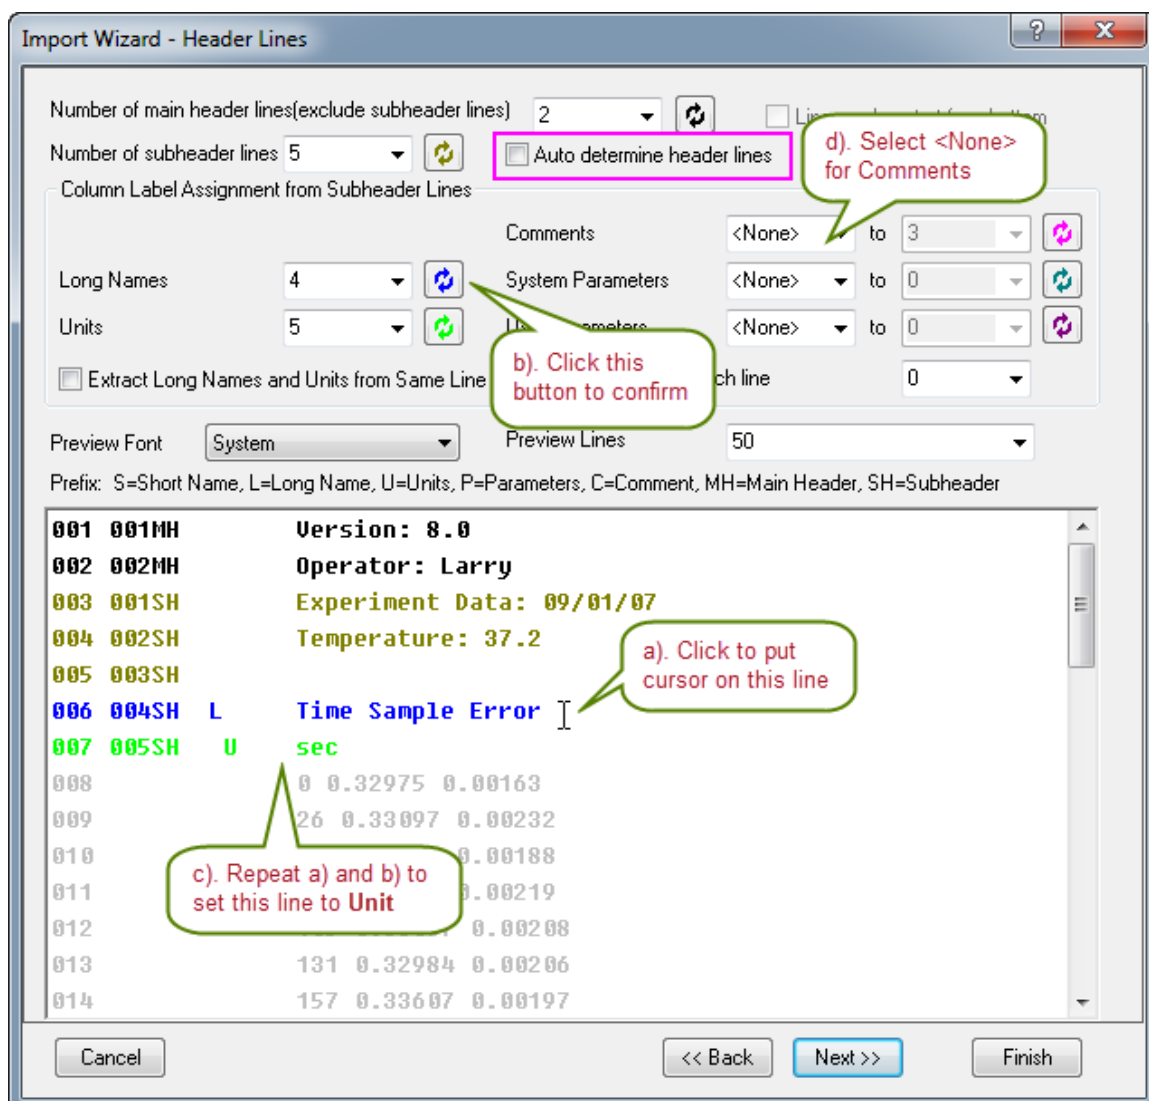 Import Wizard - Header Lines
Number of main header lines(exclude subheader lines) 2
d). Select <None>
for Comments
Number of subheader lines 5 Auto determine header lines
Column Label Assignment from Subheader Lines
Comments <None> to 3
Long Names 4 System Parameters <None> to 0
Units 5 <None> to 0
b). Click this
button to confirm
Extract Long Names and Units from Same Line line 0
Preview Font System Preview Lines 50
Prefix: S=Short Name, L=Long Name, U=Units, P=Parameters, C=Comment, MH=Main Header, SH=Subheader
001 001MH Version: 8.0
002 002MH Operator: Larry
003 001SH Experiment Data: 09/01/07
004 002SH Temperature: 37.2
a). Click to put
cursor on this line
005 003SH
006 004SH L Time Sample Error
007 005SH U sec
008 0 0.32975 0.00163
009 26 0.33097 0.00232
010 0.00188
c). Repeat a) and b) to
set this line to Unit
011 0.00219
012 0.00208
013 131 0.32984 0.00206
014 157 0.33607 0.00197
Cancel << Back Next >> Finish